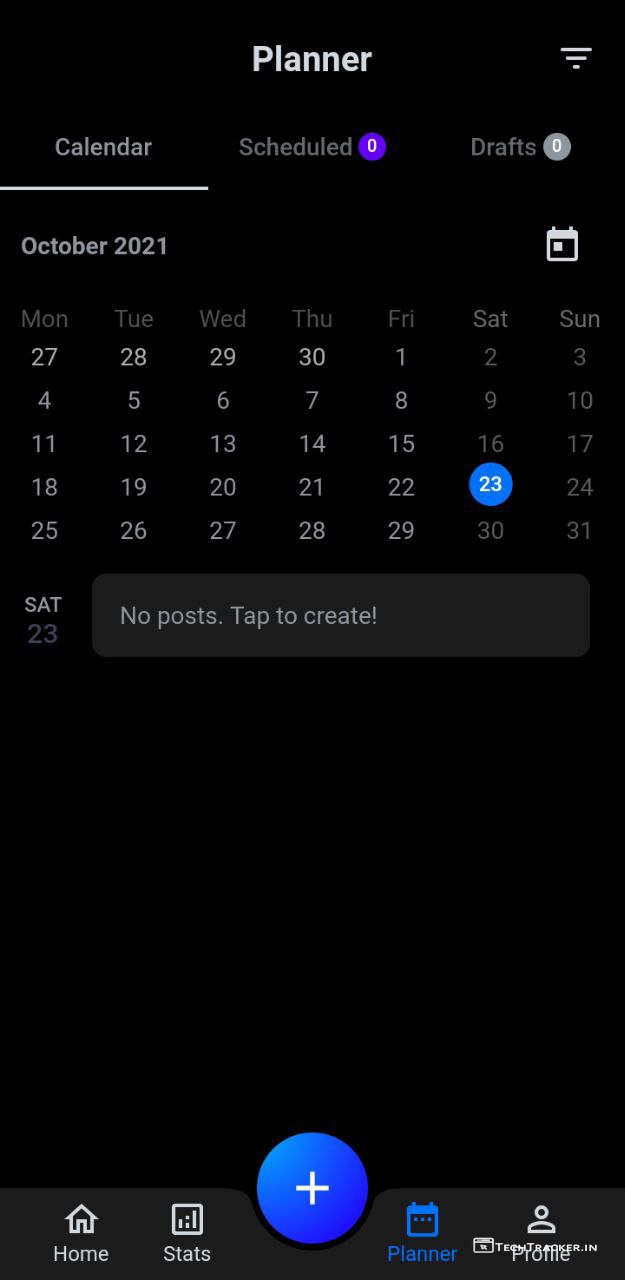 Planner
Calendar Scheduled 0 Drafts 0
October 2021
Mon Tue Wed Thu Fri Sat Sun
27 28 29 30 1 2 3
4 5 6 7 8 9 10
11 12 13 14 15 16 17
18 19 20 21 22 23 24
25 26 27 28 29 30 31
SAT
23
No posts. Tap to create!
Home Stats Planner Profile
TechTracker.in